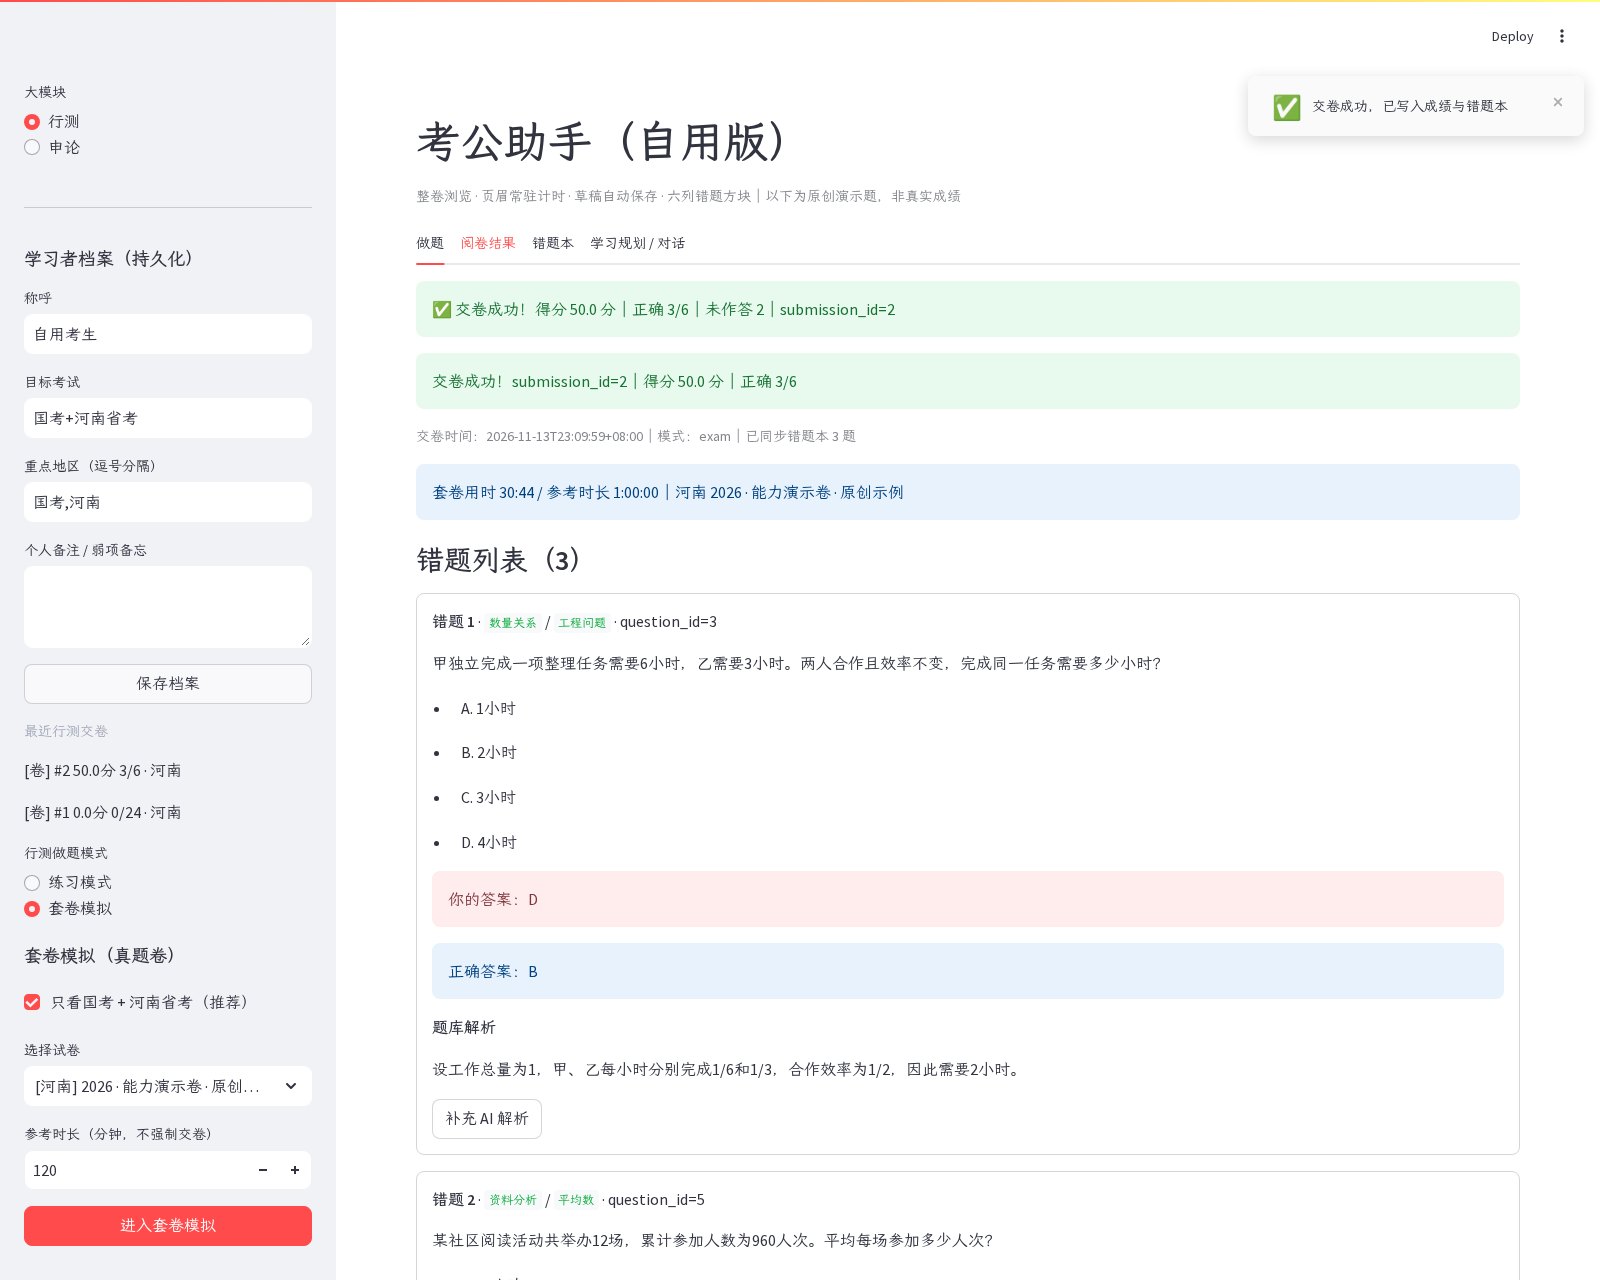 Deploy
交卷成功，已写入成绩与错题本
大模块
行测
申论
学习者档案（持久化）
称呼
自用考生
目标考试
国考+河南省考
重点地区（逗号分隔）
国考,河南
个人备注 / 弱项备忘
保存档案
最近行测交卷
[卷] #2 50.0分 3/6 · 河南
[卷] #1 0.0分 0/24 · 河南
行测做题模式
练习模式
套卷模拟
套卷模拟（真题卷）
只看国考 + 河南省考（推荐）
选择试卷
[河南] 2026 · 能力演示卷 · 原创…
参考时长（分钟，不强制交卷）
120
进入套卷模拟
考公助手（自用版）
整卷浏览 · 页眉常驻计时 · 草稿自动保存 · 六列错题方块｜以下为原创演示题，非真实成绩
做题 阅卷结果 错题本 学习规划 / 对话
✅ 交卷成功！得分 50.0 分｜正确 3/6｜未作答 2｜submission_id=2
交卷成功！submission_id=2｜得分 50.0 分｜正确 3/6
交卷时间：2026-11-13T23:09:59+08:00｜模式：exam｜已同步错题本 3 题
套卷用时 30:44 / 参考时长 1:00:00｜河南 2026 · 能力演示卷 · 原创示例
错题列表（3）
错题 1 · 数量关系 / 工程问题 · question_id=3
甲独立完成一项整理任务需要6小时，乙需要3小时。两人合作且效率不变，完成同一任务需要多少小时？
A. 1小时
B. 2小时
C. 3小时
D. 4小时
你的答案：D
正确答案：B
题库解析
设工作总量为1，甲、乙每小时分别完成1/6和1/3，合作效率为1/2，因此需要2小时。
补充 AI 解析
错题 2 · 资料分析 / 平均数 · question_id=5
某社区阅读活动共举办12场，累计参加人数为960人次。平均每场参加多少人次？